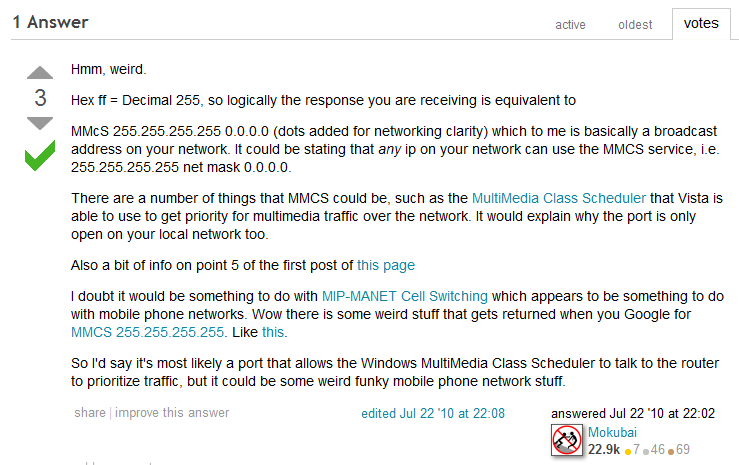 1 Answer
active oldest votes
Hmm, weird.
3
Hex ff = Decimal 255, so logically the response you are receiving is equivalent to
MMcS 255.255.255.255 0.0.0.0 (dots added for networking clarity) which to me is basically a broadcast
address on your network. It could be stating that any ip on your network can use the MMCS service, i.e.
255.255.255.255 net mask 0.0.0.0.
There are a number of things that MMCS could be, such as the MultiMedia Class Scheduler that Vista is
able to use to get priority for multimedia traffic over the network. It would explain why the port is only
open on your local network too.
Also a bit of info on point 5 of the first post of this page
I doubt it would be something to do with MIP-MANET Cell Switching which appears to be something to do
with mobile phone networks. Wow there is some weird stuff that gets returned when you Google for
MMCS 255.255.255.255. Like this.
So I'd say it's most likely a port that allows the Windows MultiMedia Class Scheduler to talk to the router
to prioritize traffic, but it could be some weird funky mobile phone network stuff.
share | improve this answer edited Jul 22 '10 at 22:08 answered Jul 22 '10 at 22:02
Mokubai
22.9k 7 46 69